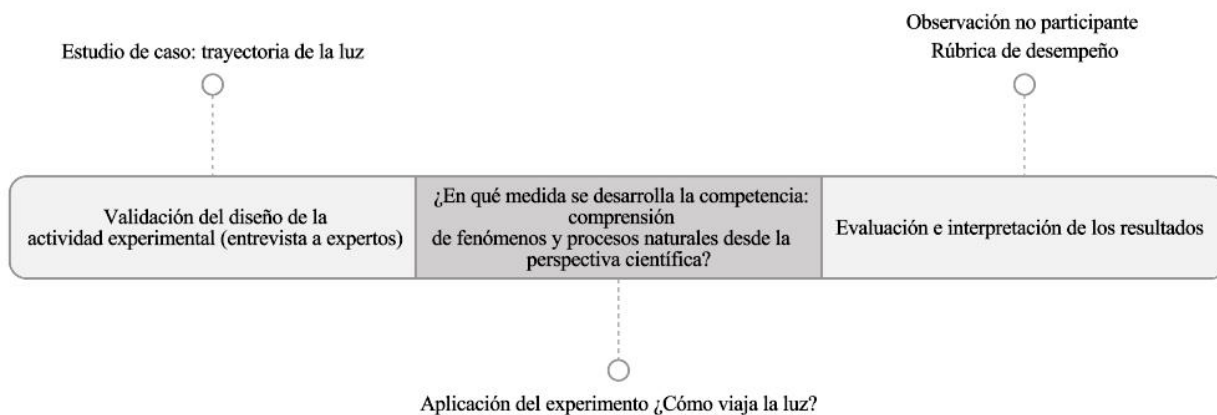 Observación no participante
Estudio de caso: trayectoria de la luz
Rúbrica de desempeño
Validación del diseño de la
actividad experimental (entrevista a expertos)
¿En qué medida se desarrolla la competencia:
comprensión
de fenómenos y procesos naturales desde la
perspectiva científica?
Evaluación e interpretación de los resultados
Aplicación del experimento ¿Cómo viaja la luz?